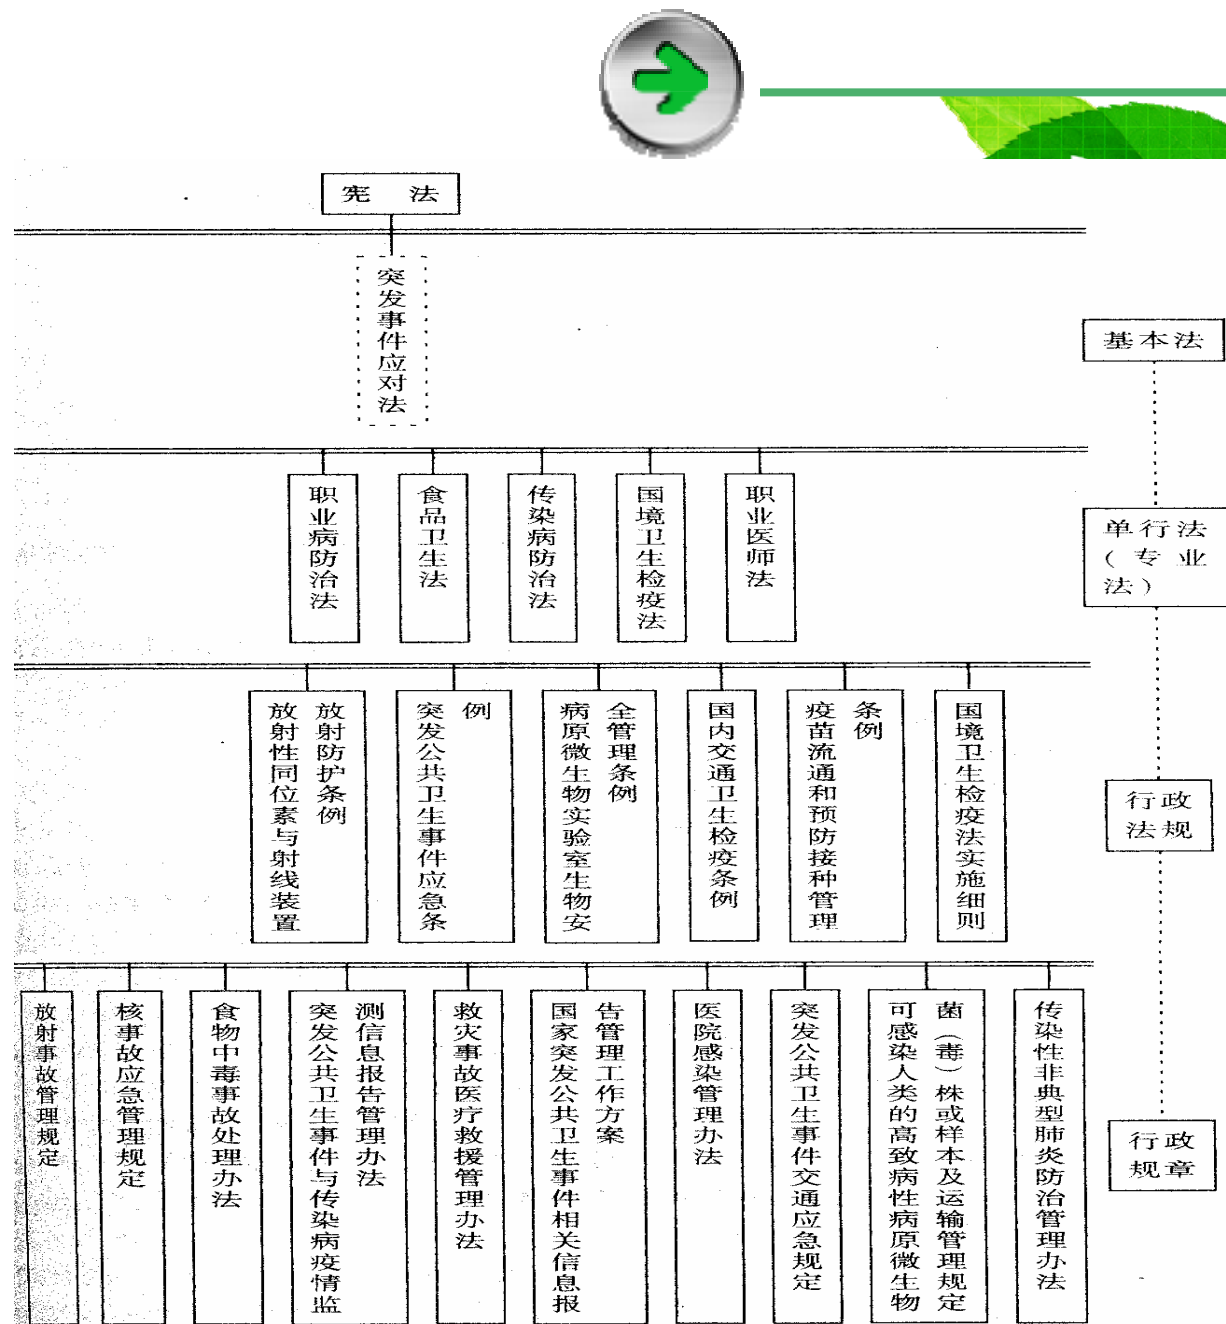 宪 法
突发事件应对法
基本法
职业病防治法
食品卫生法
传染病防治法
国境卫生检疫法
职业医师法
单行法
(专业
法)
放射性同位素与射线装置
放射防护条例
突发公共卫生事件应急条
例
病原微生物实验室生物安
全管理条例
国内交通卫生检疫条例
疫苗流通和预防接种管理
条例
国境卫生检疫法实施细则
行政
法规
放射事故管理规定
核事故应急管理规定
食物中毒事故处理办法
突发公共卫生事件与传染病疫情监
测信息报告管理办法
救灾事故医疗救援管理办法
国家突发公共卫生事件相关信息报
告管理工作方案
医院感染管理办法
突发公共卫生事件交通应急规定
可感染人类的高致病性病原微生物
菌(毒)株或样本及运输管理规定
传染性非典型肺炎防治管理办法
行政
规章